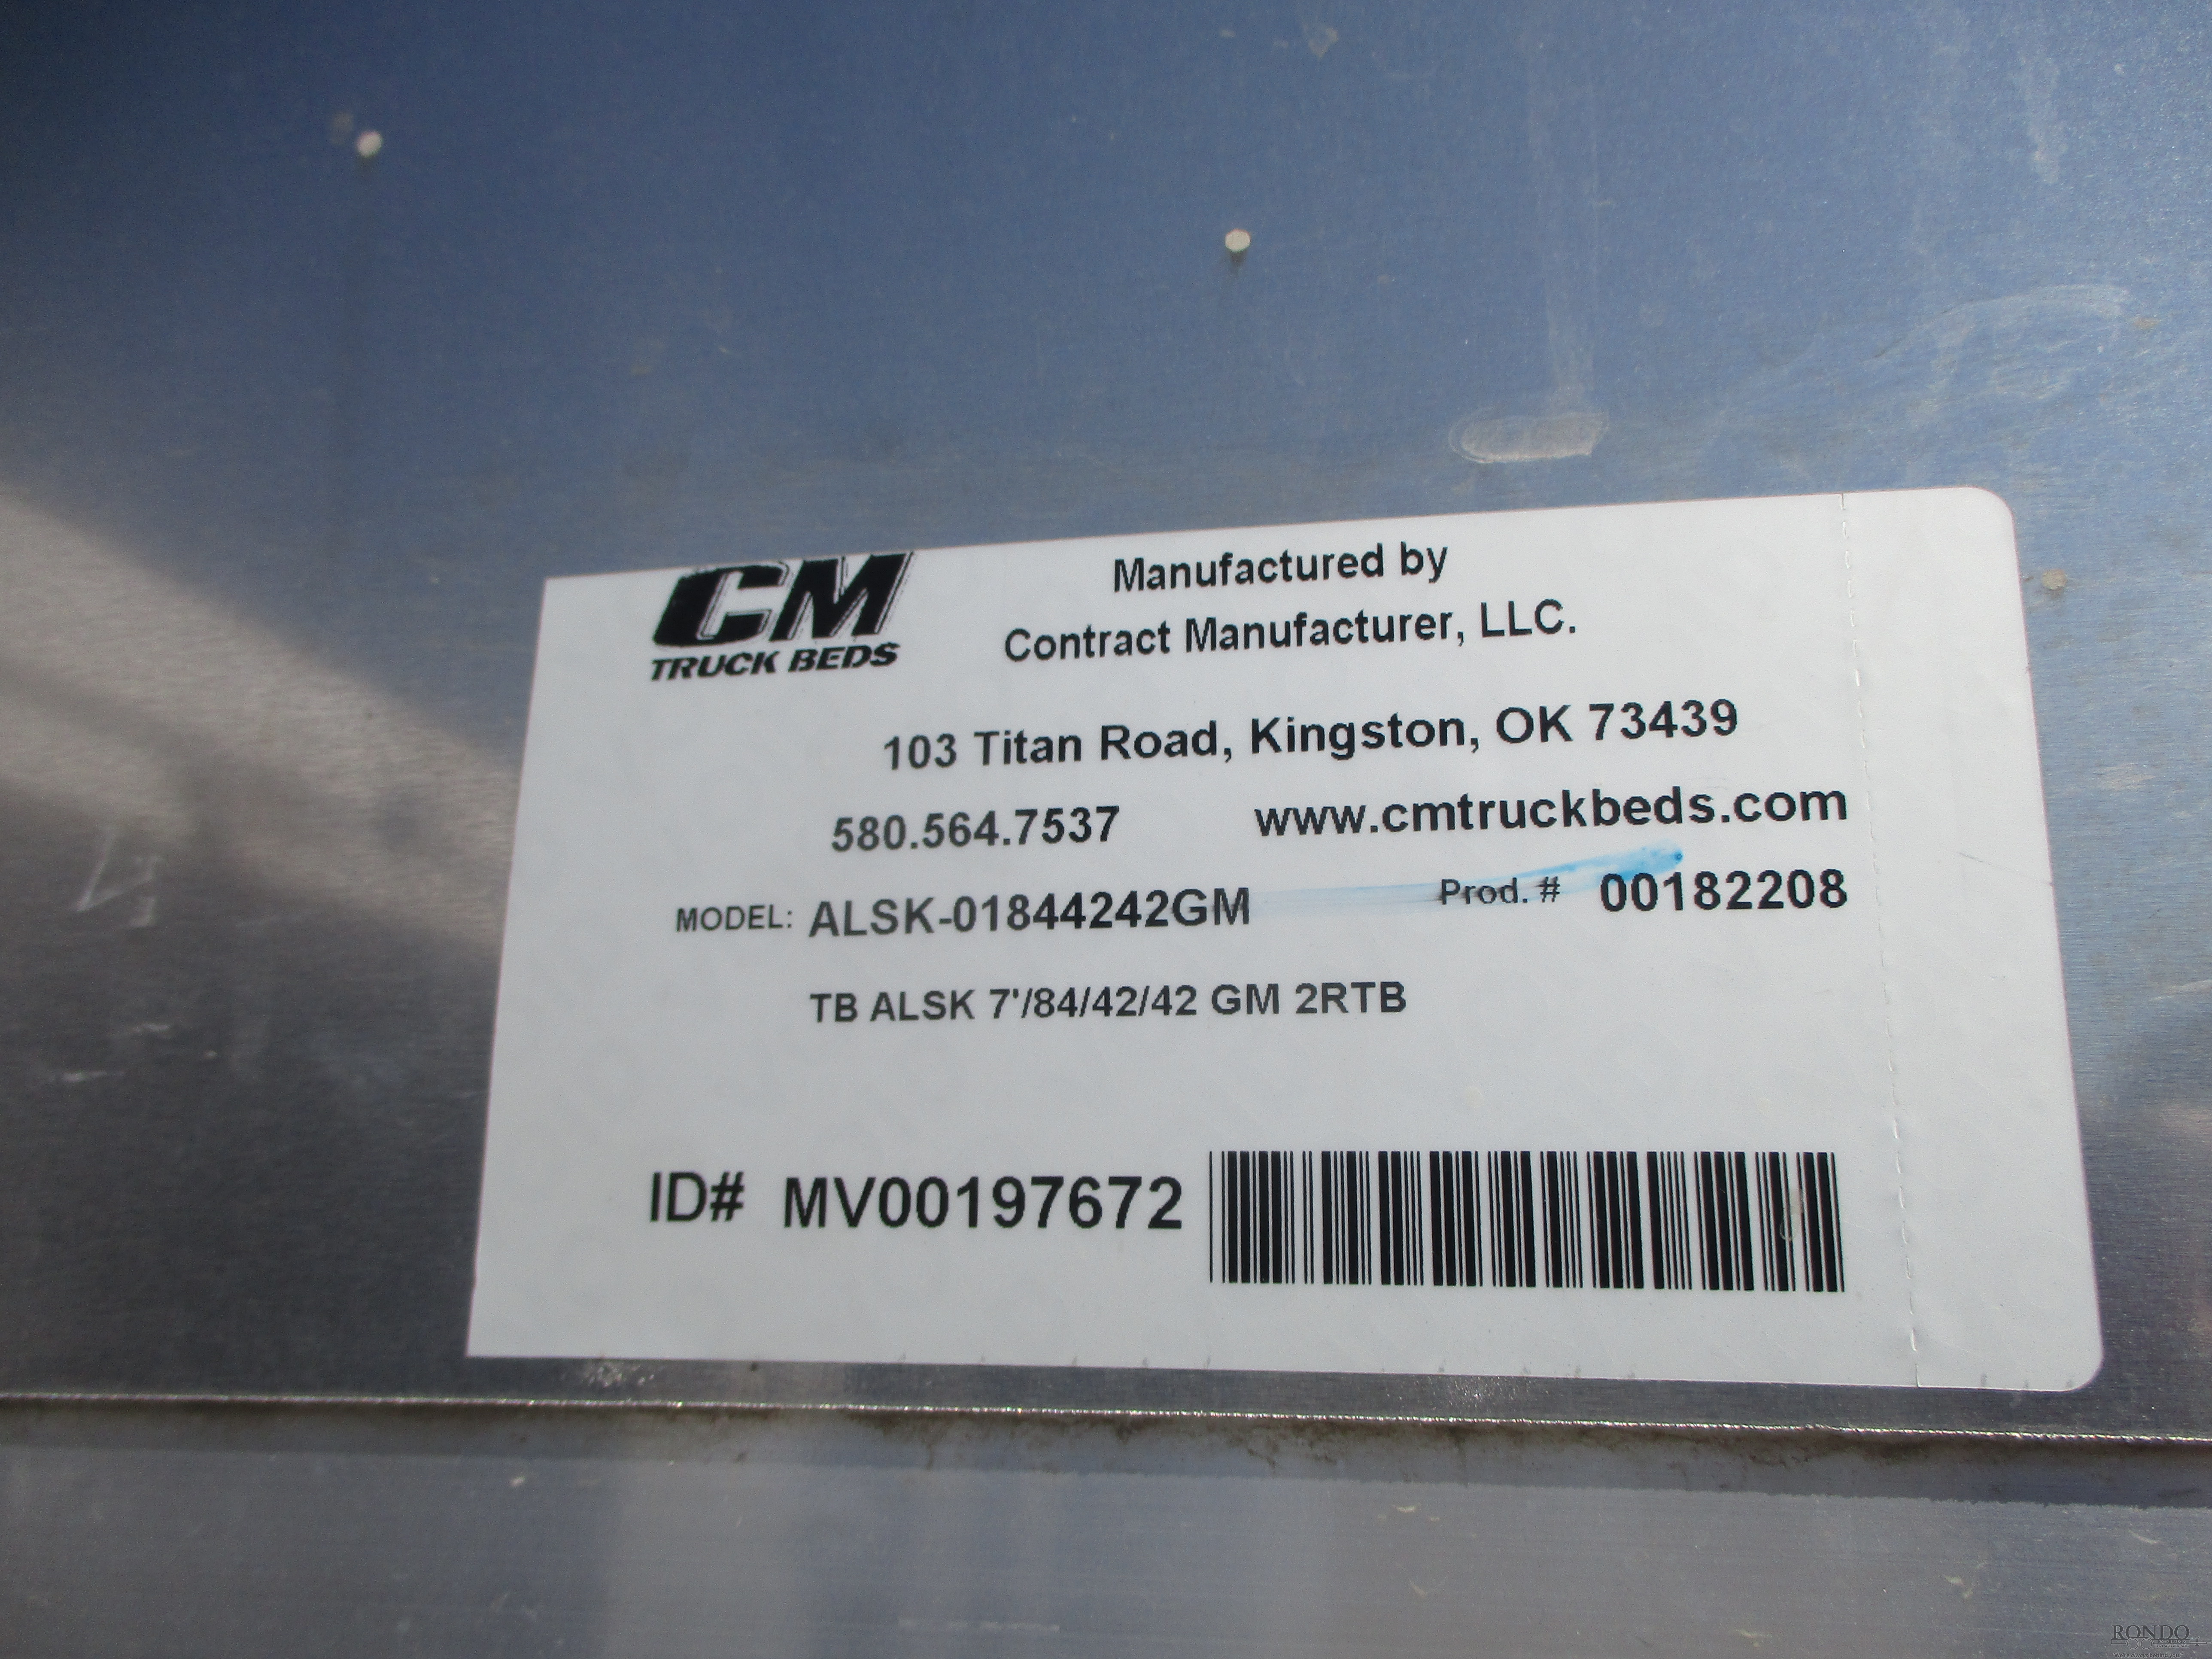 CM
TRUCK BEDS
Manufactured by
Contract Manufacturer, LLC.
103 Titan Road, Kingston, OK 73439
580.564.7537 www.cmtruckbeds.com
MODEL: ALSK-01844242GM Prod. # 00182208
TB ALSK 7'/84/42/42 GM 2RTB
ID# MV00197672
RONDO